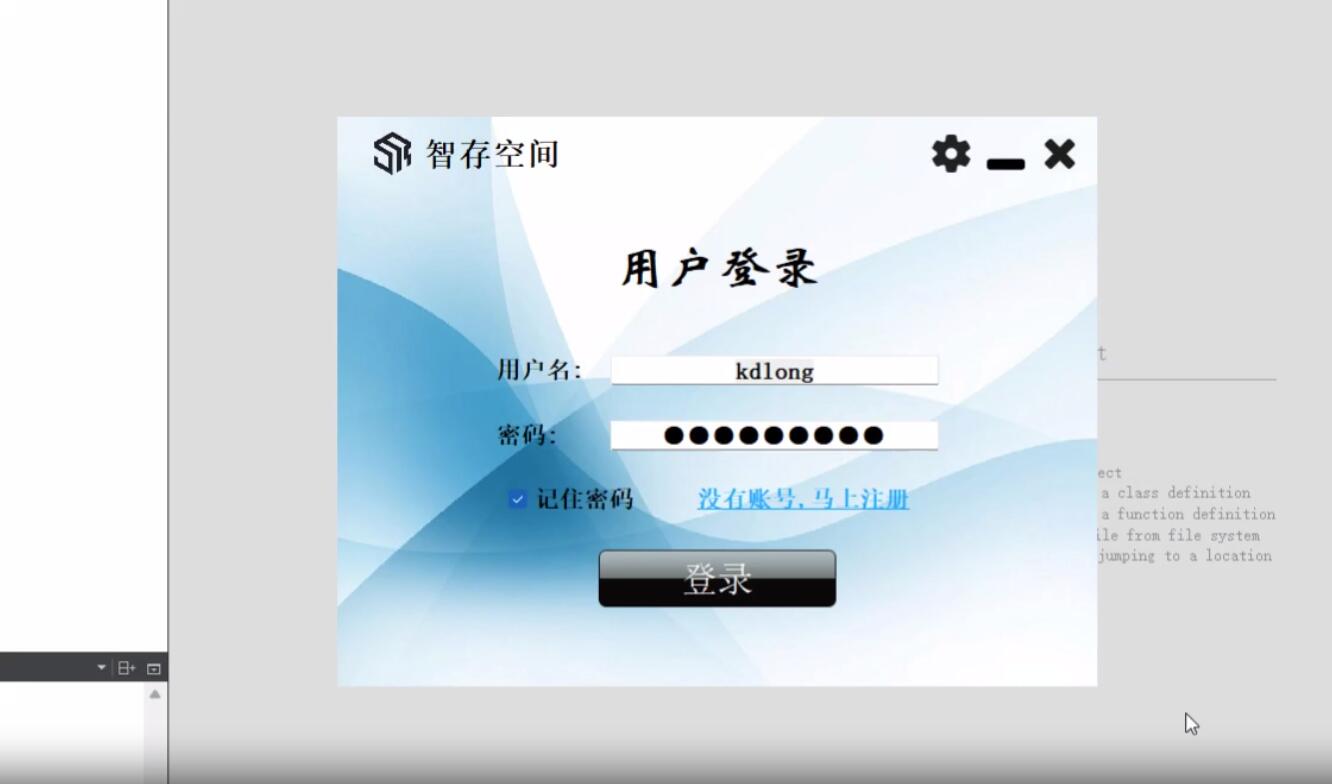 智存空间
用户登录
用户名:
kdlong
密码:
●●●●●●●●●
记住密码
没有账号,马上注册
登录
t
ect
a class definition
a function definition
ile from file system
jumping to a location